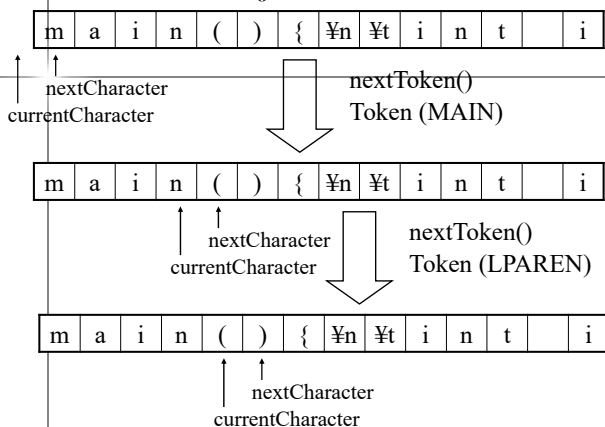 m a i n ( ) { ¥n ¥t i n t i
nextCharacter
currentCharacter
nextToken()
Token (MAIN)
m a i n ( ) { ¥n ¥t i n t i
nextCharacter
currentCharacter
nextToken()
Token (LPAREN)
m a i n ( ) { ¥n ¥t i n t i
nextCharacter
currentCharacter